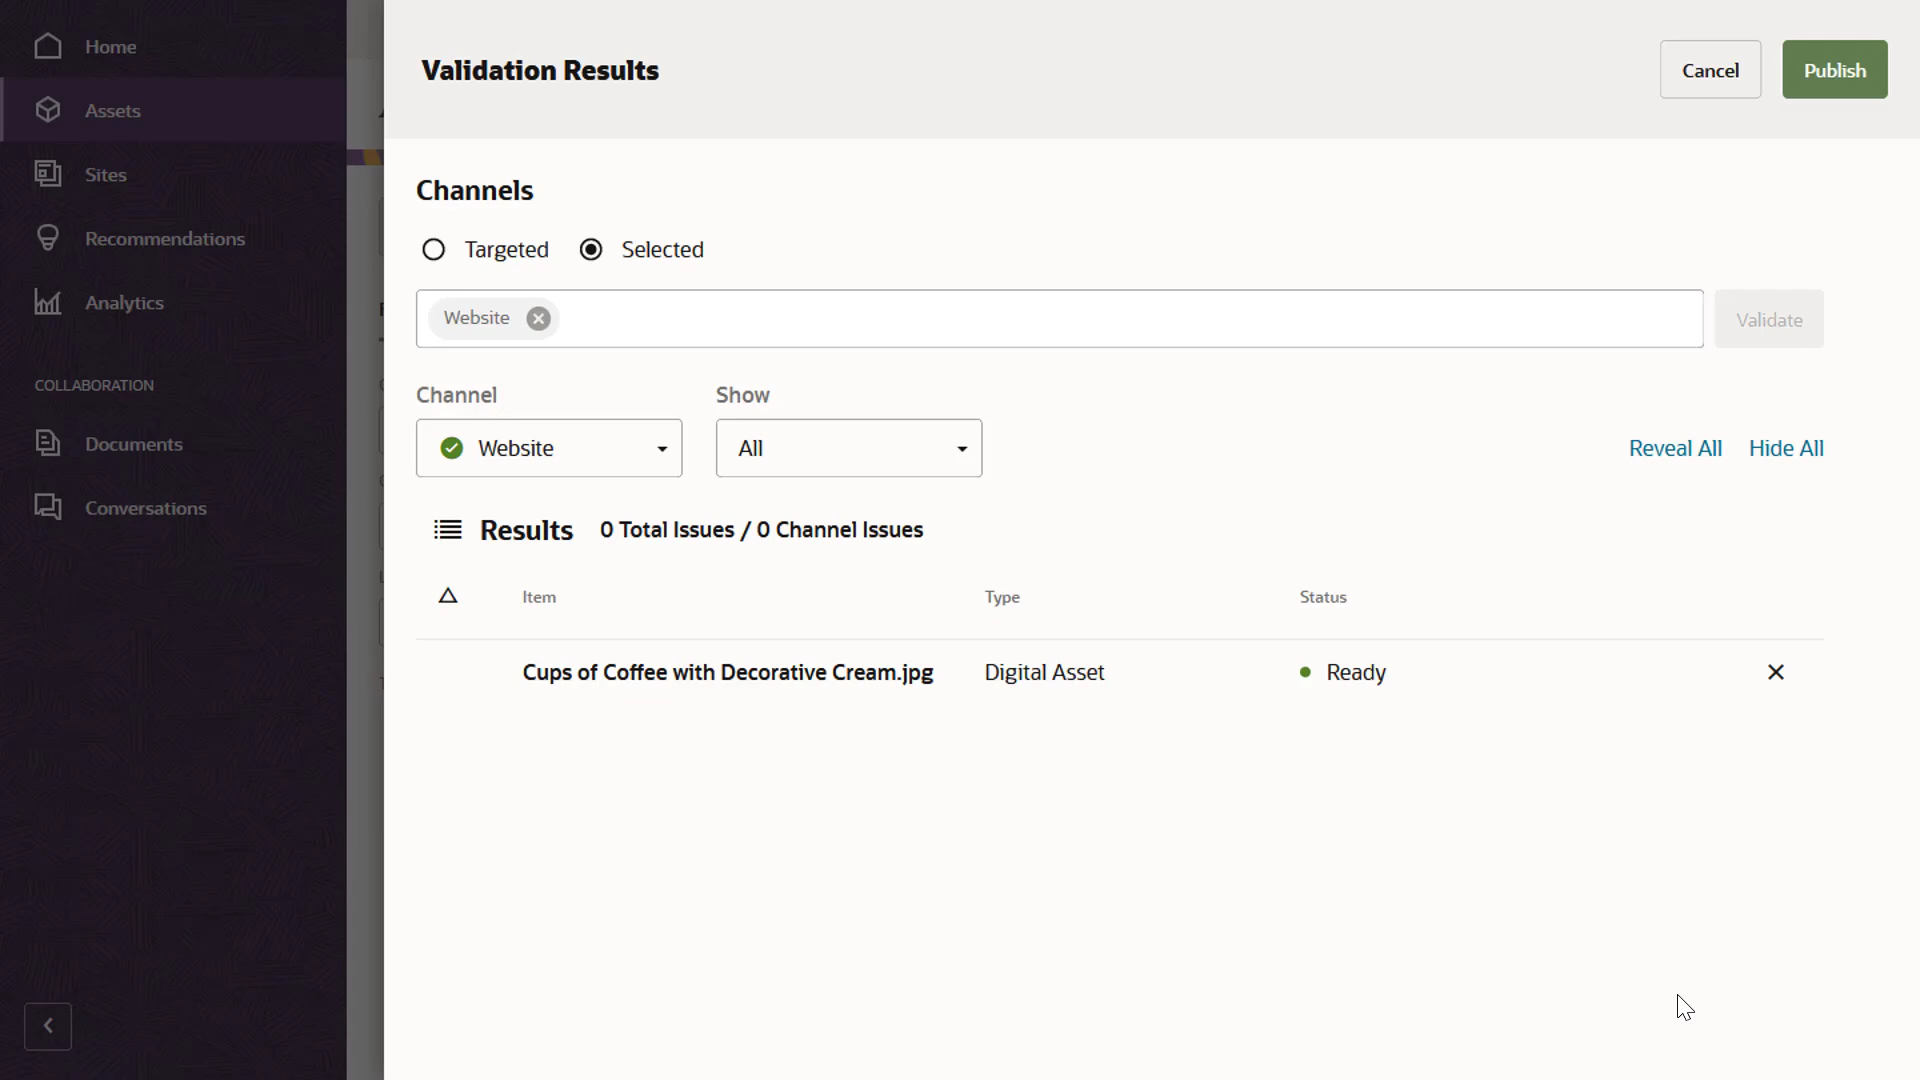 Home
Assets
Sites
Recommendations
Analytics
COLLABORATION
Documents
Conversations
Validation Results
Cancel
Publish
Channels
Targeted
Selected
Website
Validate
Channel
Show
Website
All
Reveal All
Hide All
Results
0 Total Issues / 0 Channel Issues
Item
Type
Status
Cups of Coffee with Decorative Cream.jpg
Digital Asset
Ready